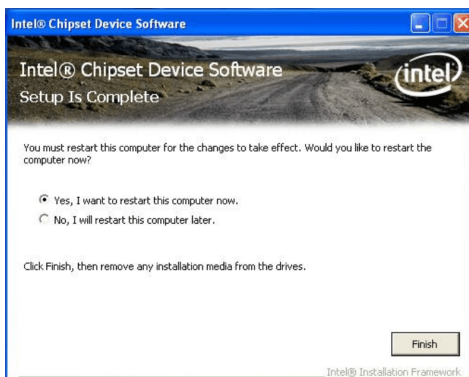 Intel® Chipset Device Software
Intel® Chipset Device Software
intel
Setup Is Complete
You must restart this computer for the changes to take effect. Would you like to restart the
computer now?
Yes, I want to restart this computer now.
No, I will restart this computer later.
Click Finish, then remove any installation media from the drives.
Finish
Intel® Installation Framework